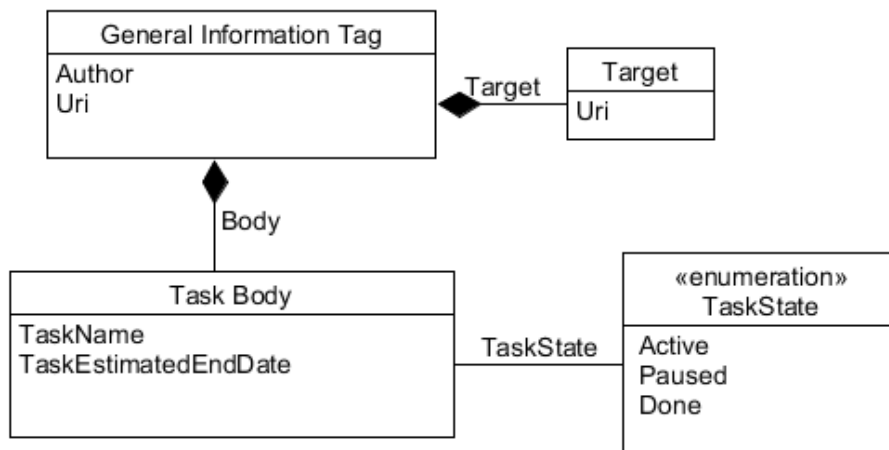 General Information Tag
Author
Uri
Target
Target
Uri
Body
Task Body
TaskName
TaskEstimatedEndDate
TaskState
«enumeration»
TaskState
Active
Paused
Done